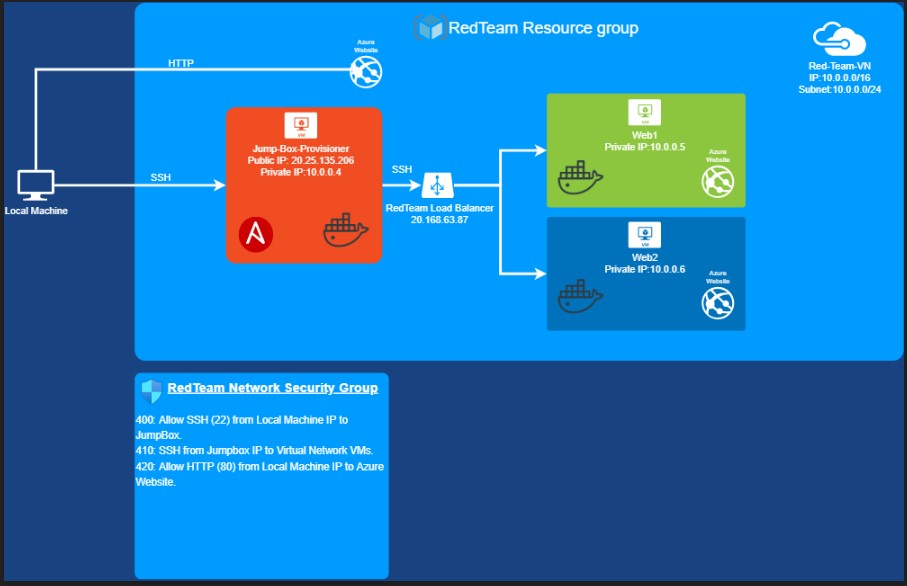 RedTeam Resource group
Azure
Website
HTTP
Red-Team-VN
IP:10.0.0.0/16
Subnet:10.0.0.0/24
VM
Jump-Box-Provisioner
Public IP: 20.25.135.206
Private IP:10.0.0.4
SSH
Local Machine
SSH
RedTeam Load Balancer
20.168.63.87
VM
Web1
Private IP:10.0.0.5
Azure
Website
VM
Web2
Private IP:10.0.0.6
Azure
Website
RedTeam Network Security Group
400: Allow SSH (22) from Local Machine IP to
JumpBox.
410: SSH from Jumpbox IP to Virtual Network VMs.
420: Allow HTTP (80) from Local Machine IP to Azure
Website.